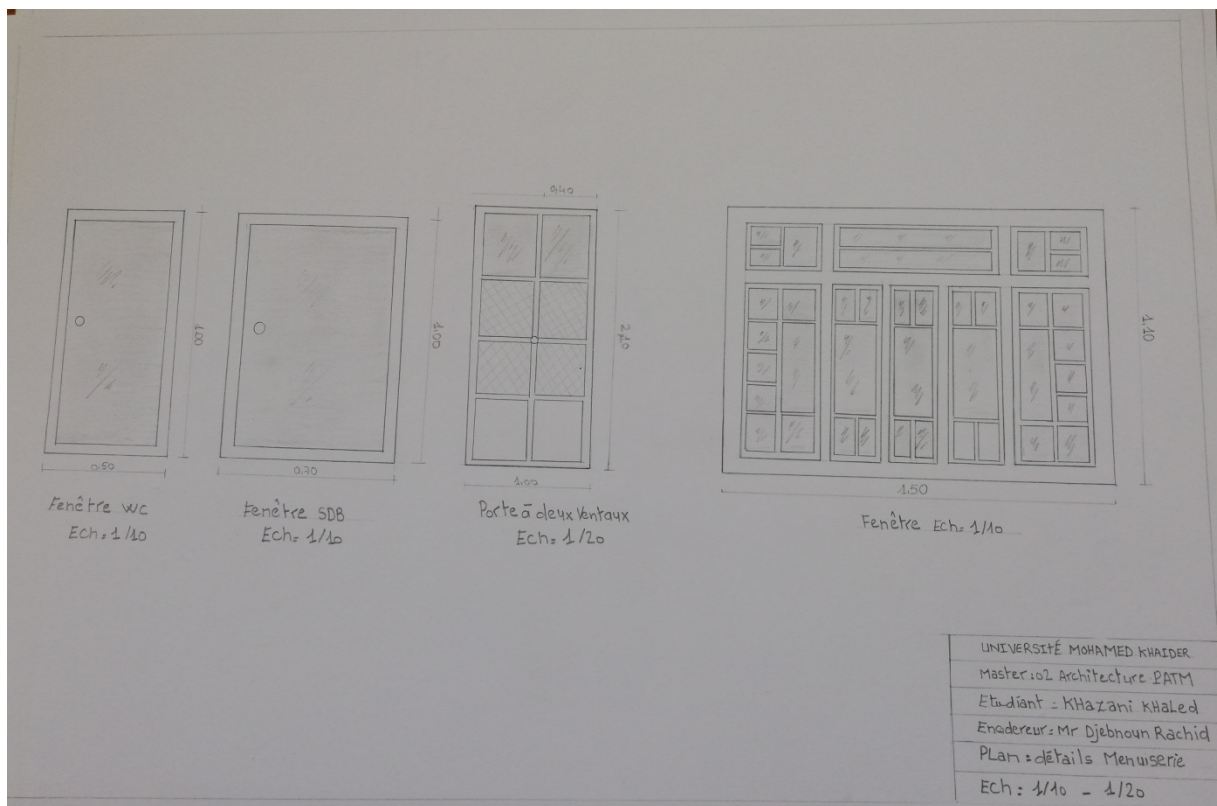 1.00
0.50
Fenêtre WC
Ech: 1/10
1.00
0.70
Fenêtre SDB
Ech: 1/10
0.40
2.10
1.00
Porte à deux Ventaux
Ech: 1/20
1.10
1.50
Fenêtre Ech: 1/10
UNIVERSITÉ MOHAMED KHAIDER
Master:02 Architecture PATM
Etudiant: KHazani KHaLed
Enodereur: Mr Djebnoun Rachid
PLan: détails Menuiserie
Ech: 1/10 - 1/20